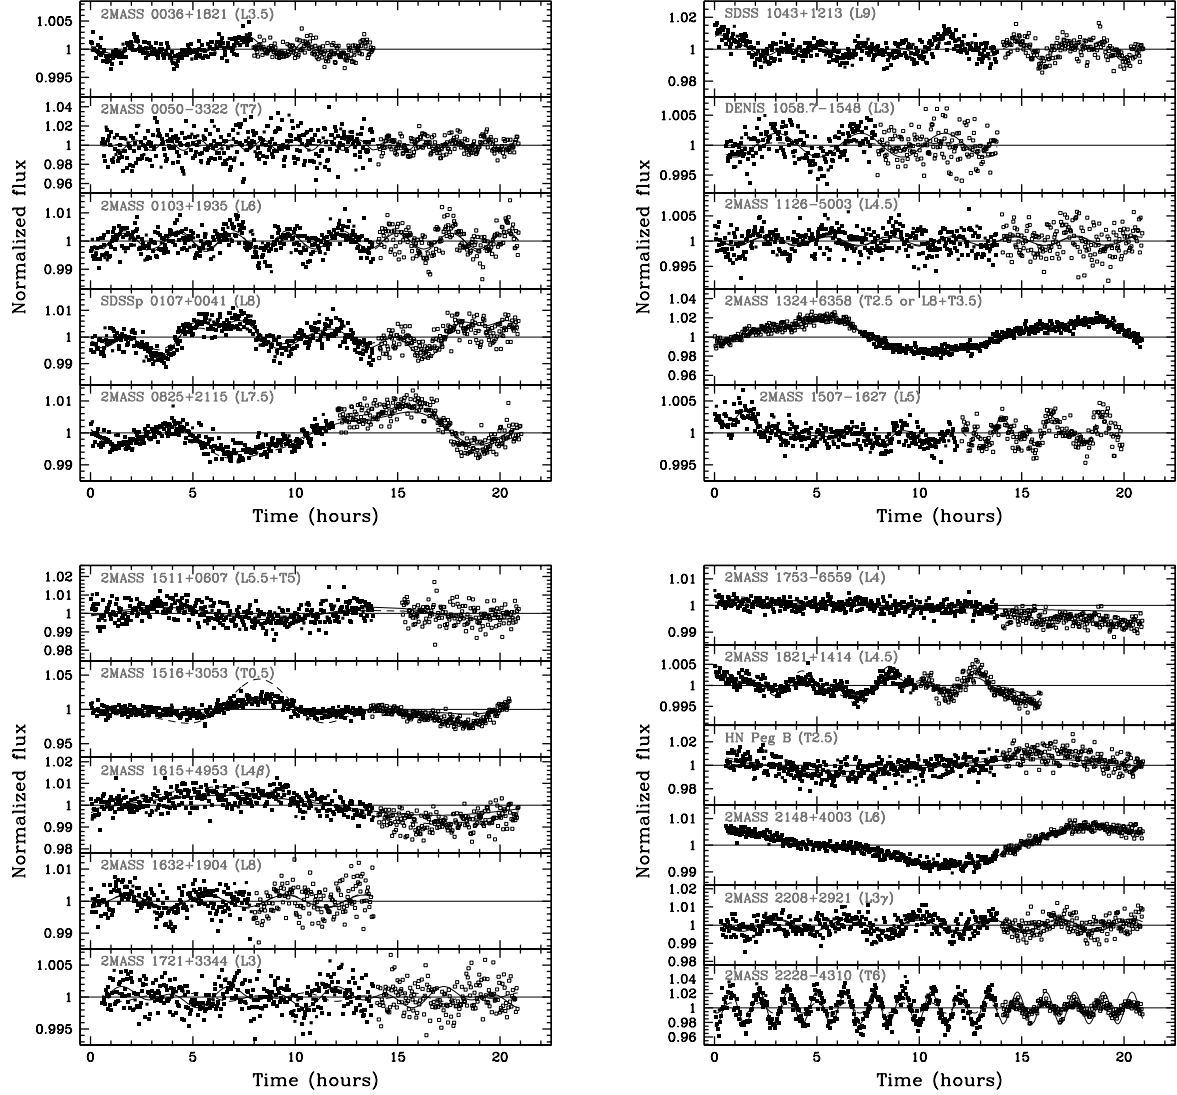 2MASS 0036+1821 (L3.5)
1.005
1
0.995
2MASS 0050−3322 (T7)
1.04
1.02
1
0.98
0.96
2MASS 0103+1935 (L6)
1.01
1
0.99
SDSSp 0107+0041 (L8)
1.01
1
0.99
2MASS 0825+2115 (L7.5)
1.01
1
0.99
0 5 10 15 20
Time (hours)
Normalized flux
SDSS 1043+1213 (L9)
1.02
1
0.98
DENIS 1058.7−1548 (L3)
1.005
1
0.995
2MASS 1126−5003 (L4.5)
1.005
1
0.995
2MASS 1324+6358 (T2.5 or L8+T3.5)
1.04
1.02
1
0.98
0.96
2MASS 1507−1627 (L5)
1.005
1
0.995
0 5 10 15 20
Time (hours)
Normalized flux
2MASS 1511+0607 (L5.5+T5)
1.02
1.01
1
0.99
0.98
2MASS 1516+3053 (T0.5)
1.05
1
0.95
2MASS 1615+4953 (L4β)
1.02
1.01
1
0.99
0.98
2MASS 1632+1904 (L8)
1.01
1
0.99
2MASS 1721+3344 (L3)
1.005
1
0.995
0 5 10 15 20
Time (hours)
Normalized flux
2MASS 1753−6559 (L4)
1.01
1
0.99
2MASS 1821+1414 (L4.5)
1.005
1
0.995
HN Peg B (T2.5)
1.02
1
0.98
2MASS 2148+4003 (L6)
1.01
1
0.99
2MASS 2208+2921 (L3γ)
1.02
1.01
1
0.99
0.98
2MASS 2228−4310 (T6)
1.04
1.02
1
0.98
0.96
0 5 10 15 20
Time (hours)
Normalized flux